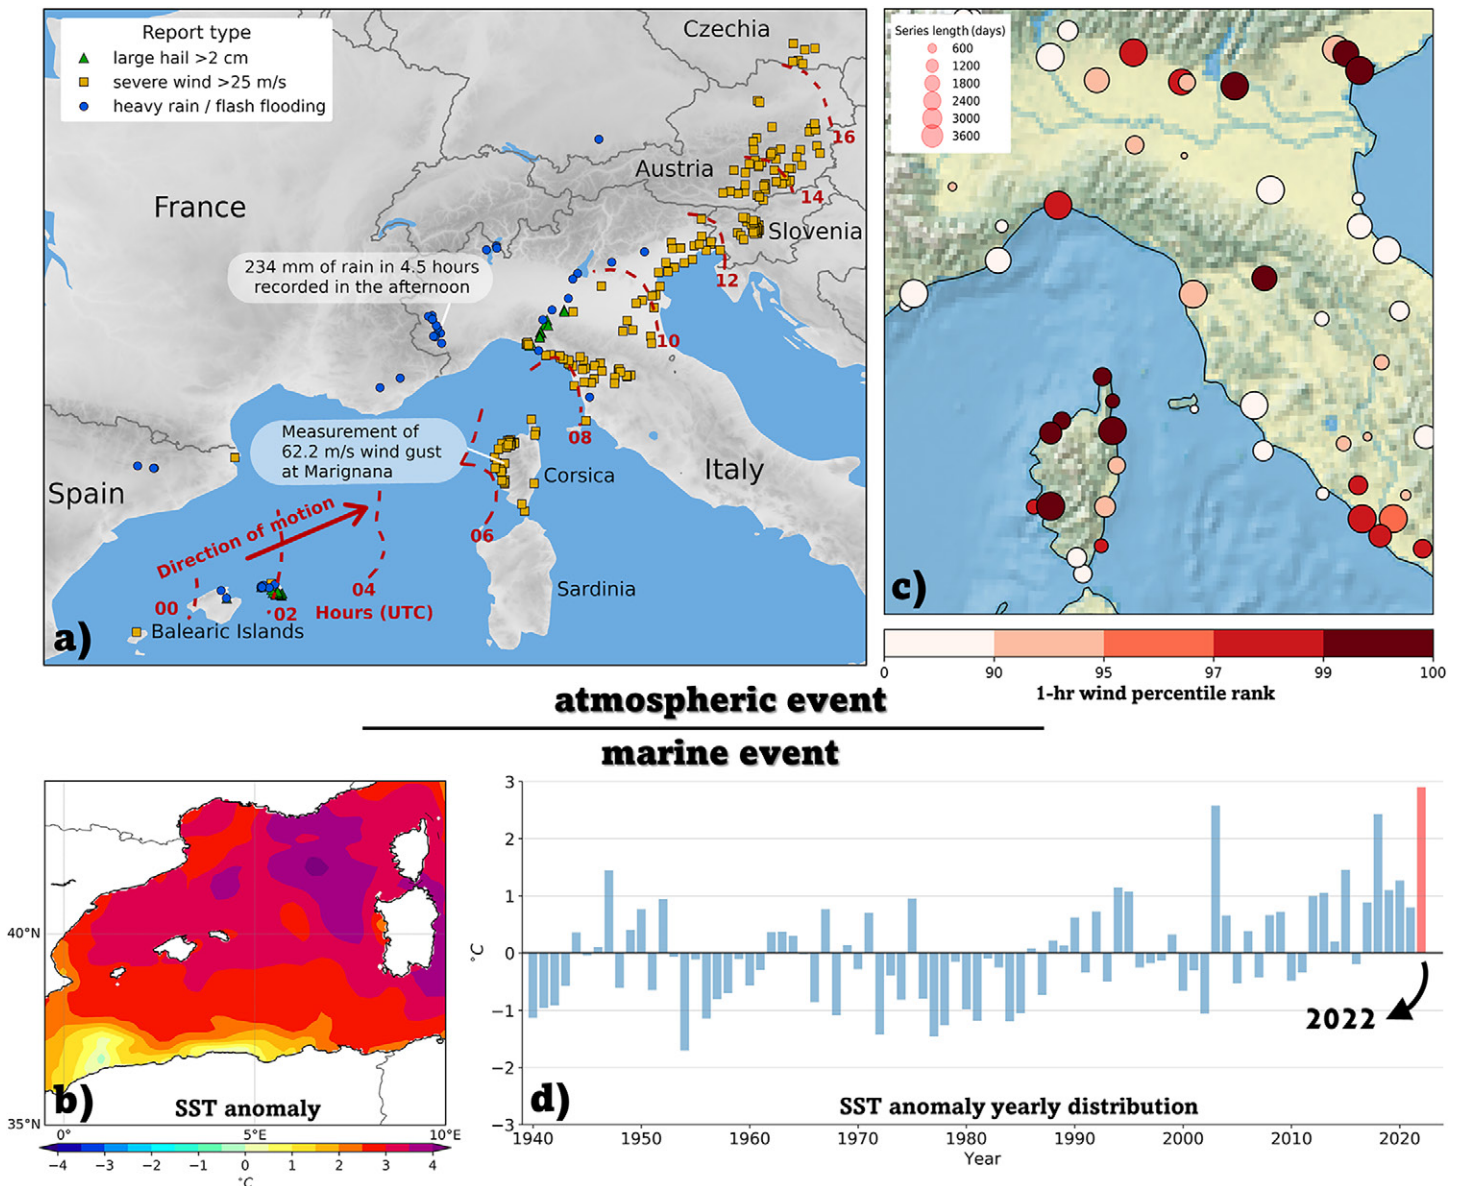 Report type
large hail >2 cm
severe wind >25 m/s
heavy rain / flash flooding
Czechia
16
Austria
14
France
Slovenia
12
234 mm of rain in 4.5 hours
recorded in the afternoon
10
08
Measurement of
62.2 m/s wind gust
at Marignana
Corsica
Italy
Spain
Direction of motion
06
04
Sardinia
00
02
Hours (UTC)
Balearic Islands
a)
Series length (days)
600
1200
1800
2400
3000
3600
c)
0 90 95 97 99 100
1-hr wind percentile rank
atmospheric event
marine event
40°N
35°N
b)
SST anomaly
0° 5°E 10°E
−4 −3 −2 −1 0 1 2 3 4
°C
3
2
1
0
−1
−2
−3
°C
2022
d)
SST anomaly yearly distribution
1940 1950 1960 1970 1980 1990 2000 2010 2020
Year